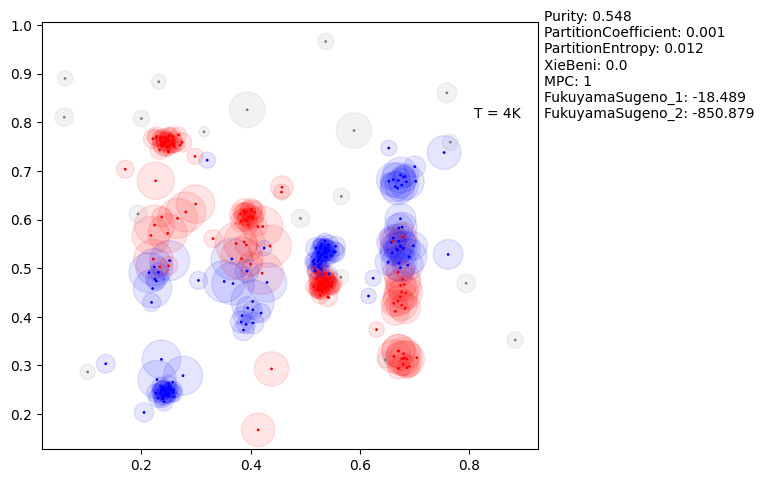 Purity: 0.548
PartitionCoefficient: 0.001
PartitionEntropy: 0.012
XieBeni: 0.0
MPC: 1
FukuyamaSugeno_1: -18.489
FukuyamaSugeno_2: -850.879
T = 4K
1.0
0.9
0.8
0.7
0.6
0.5
0.4
0.3
0.2
0.2 0.4 0.6 0.8